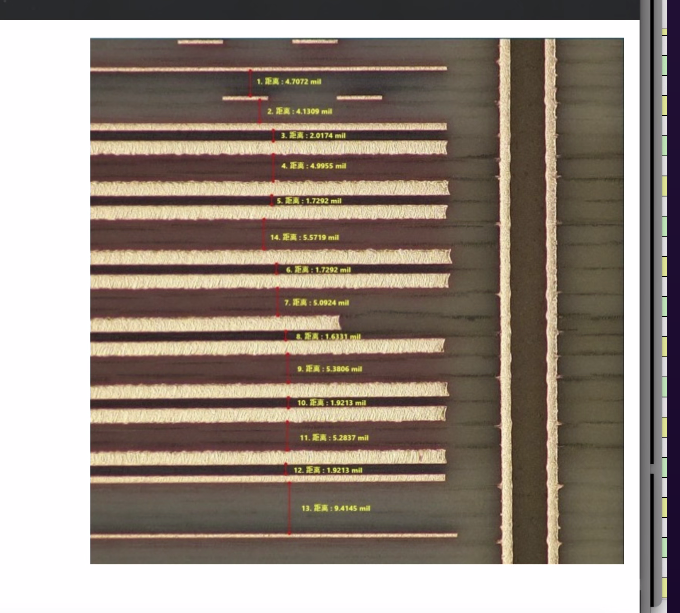 1. 距离 : 4.7072 mil
2. 距离 : 4.1309 mil
3. 距离 : 2.0174 mil
4. 距离 : 4.9955 mil
5. 距离 : 1.7292 mil
14. 距离 : 5.5719 mil
6. 距离 : 1.7292 mil
7. 距离 : 5.0924 mil
8. 距离 : 1.6331 mil
9. 距离 : 5.3806 mil
10. 距离 : 1.9213 mil
11. 距离 : 5.2837 mil
12. 距离 : 1.9213 mil
13. 距离 : 9.4145 mil